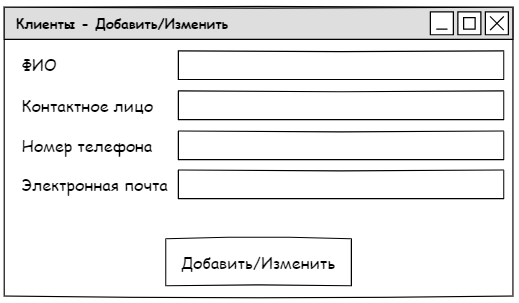 Клиенты - Добавить/Изменить
ФИО
Контактное лицо
Номер телефона
Электронная почта
Добавить/Изменить